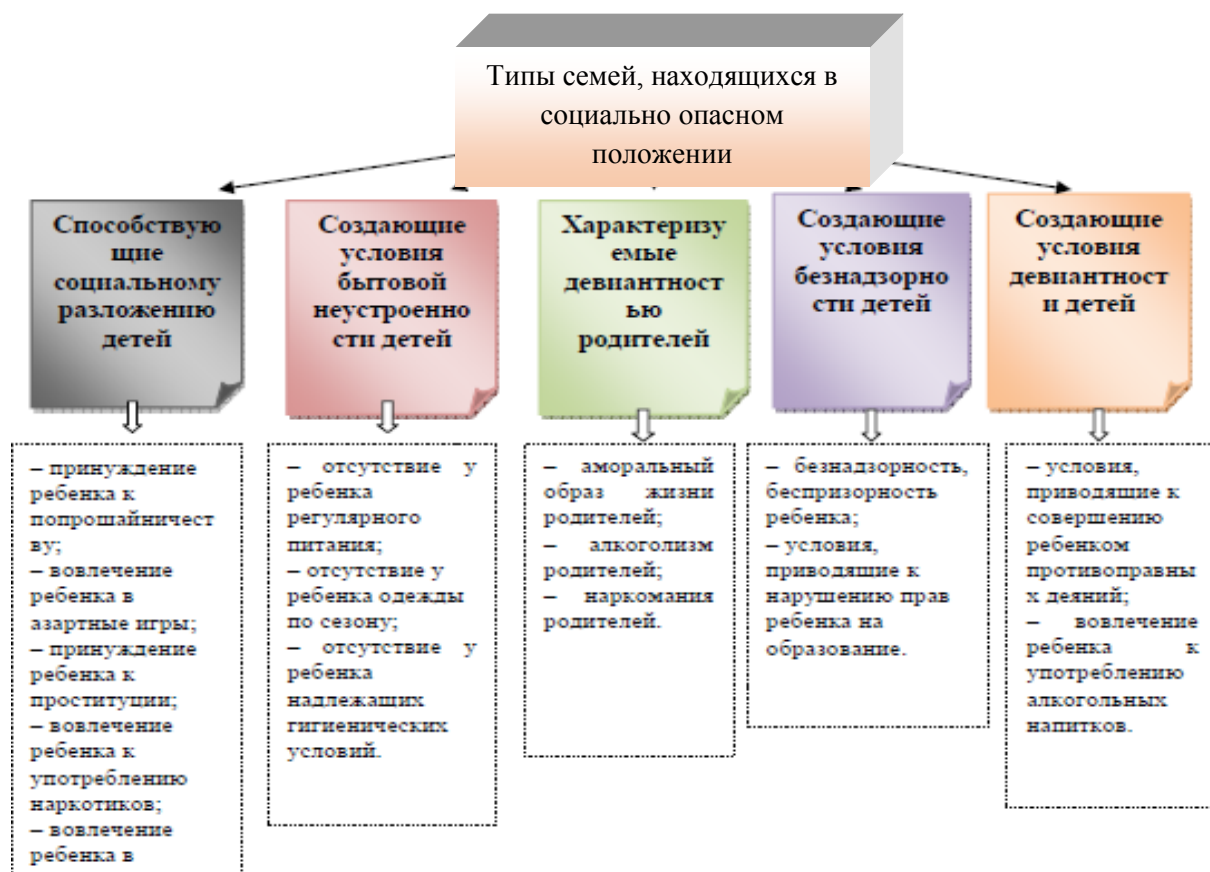 Типы семей, находящихся в
социально опасном
положении
Способствую
щие
социальному
разложению
детей
Создающие
условия
бытовой
неустроенно
сти детей
Характеризу
емые
девиантност
ью
родителей
Создающие
условия
безнадзорно
сти детей
Создающие
условия
девиантност
и детей
– принуждение
ребенка к
попрошайничест
ву;
– вовлечение
ребенка в
азартные игры;
– принуждение
ребенка к
проституции;
– вовлечение
ребенка к
употреблению
наркотиков;
– вовлечение
ребенка в
– отсутствие у
ребенка
регулярного
питания;
– отсутствие у
ребенка одежды
по сезону;
– отсутствие у
ребенка
надлежащих
гигиенических
условий.
– аморальный
образ жизни
родителей;
– алкоголизм
родителей;
– наркомания
родителей.
– безнадзорность,
беспризорность
ребенка;
– условия,
приводящие к
нарушению прав
ребенка на
образование.
– условия,
приводящие к
совершению
ребенком
противоправны
х деяний;
– вовлечение
ребенка к
употреблению
алкогольных
напитков.